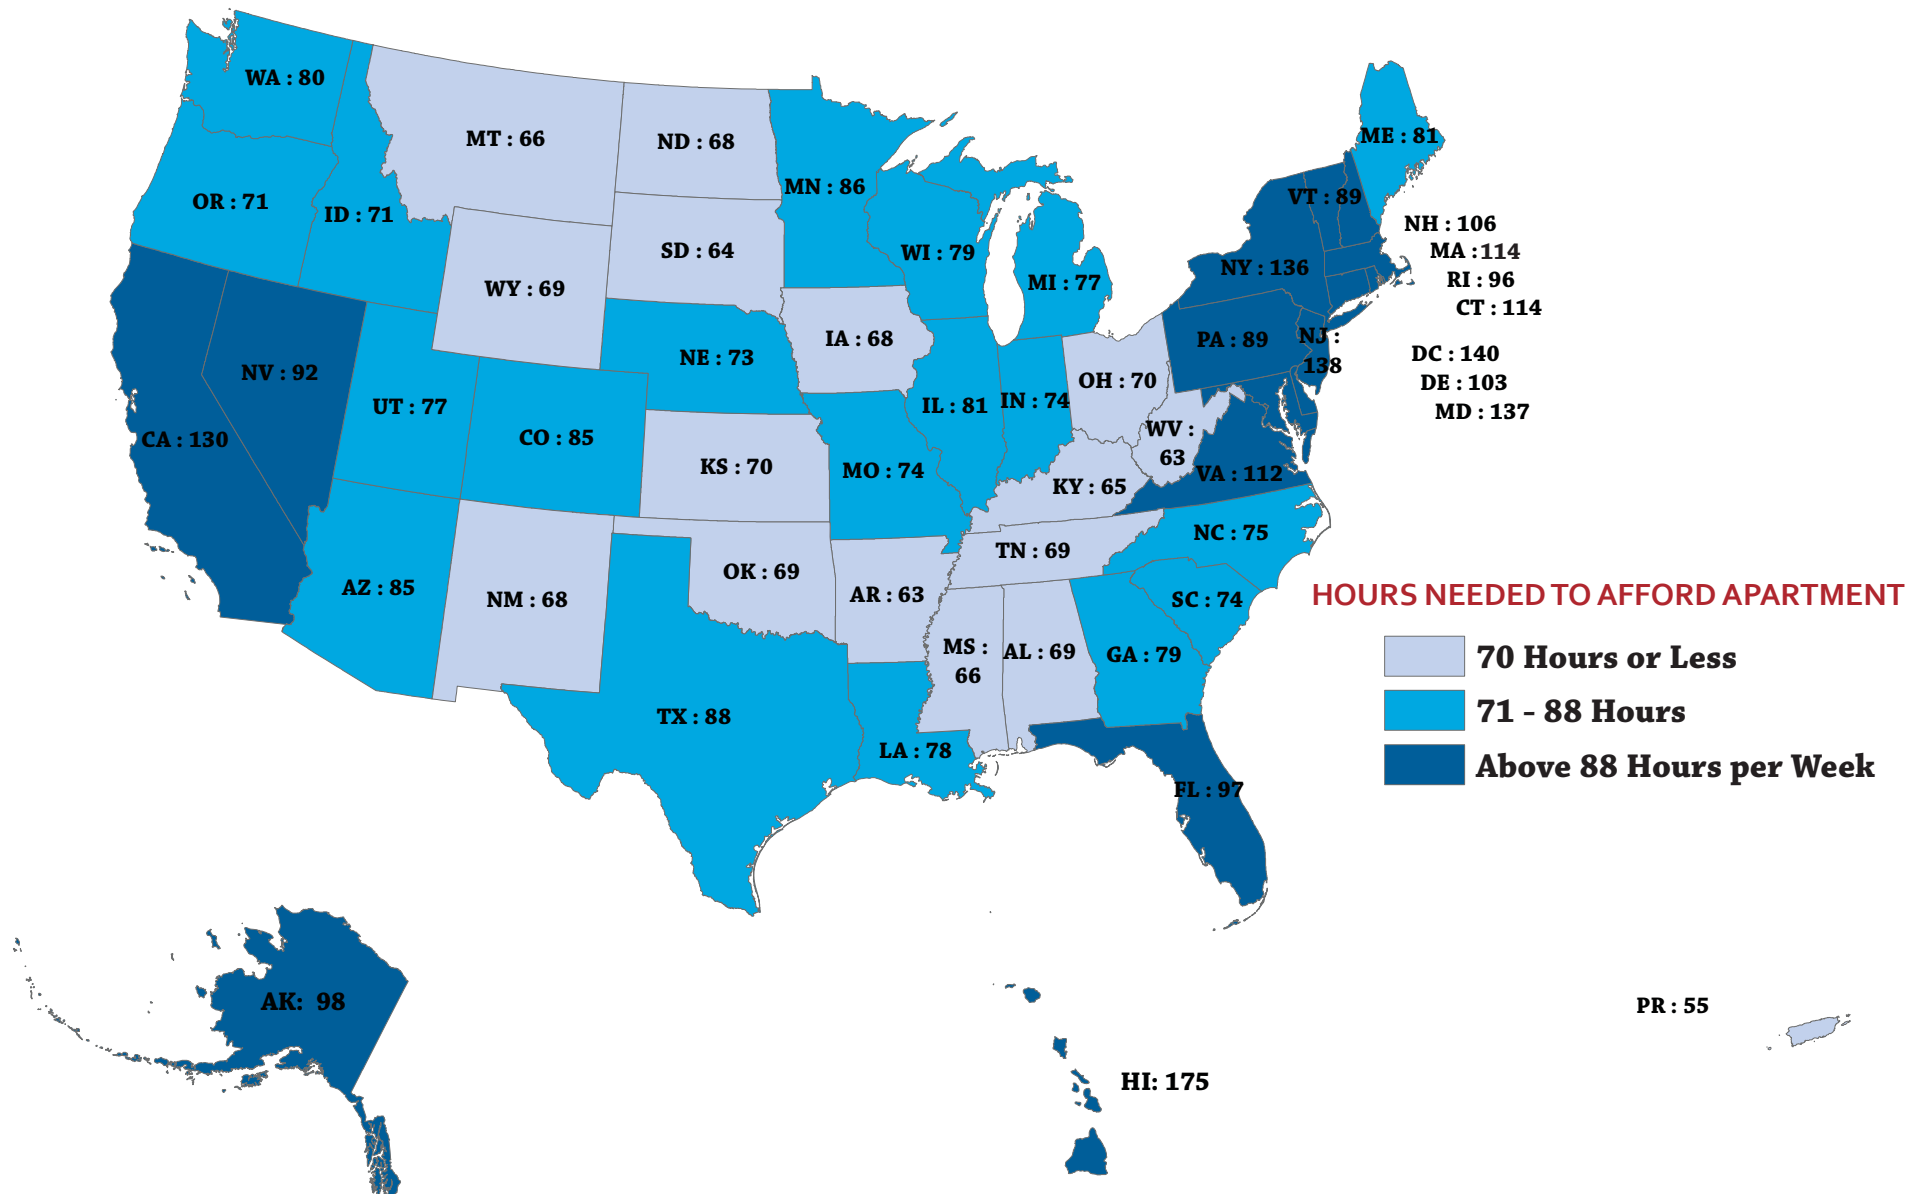 WA : 80
MT : 66
ND : 68
MN : 86
ME : 81
OR : 71
ID : 71
VT : 89
NH : 106
MA :114
SD : 64
WI : 79
NY : 136
RI : 96
WY : 69
MI : 77
CT : 114
IA : 68
PA : 89
NJ :
138
NE : 73
DC : 140
NV : 92
OH : 70
DE : 103
UT : 77
IL : 81
IN : 74
MD : 137
CA : 130
CO : 85
WV :
63
KS : 70
MO : 74
VA : 112
KY : 65
NC : 75
TN : 69
OK : 69
AZ : 85
NM : 68
AR : 63
SC : 74
HOURS NEEDED TO AFFORD APARTMENT
MS :
66
AL : 69
GA : 79
70 Hours or Less
TX : 88
71 - 88 Hours
LA : 78
Above 88 Hours per Week
FL : 97
AK: 98
PR : 55
HI: 175